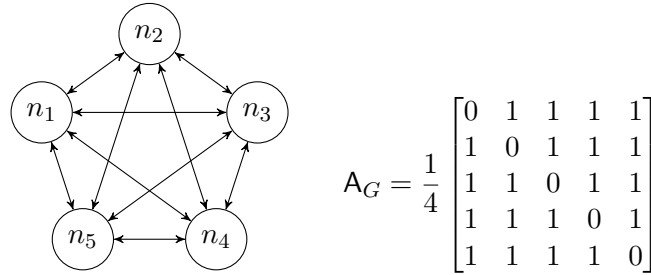 n₂
n₁
n₃
n₅
n₄
A_G = 1/4
0 1 1 1 1
1 0 1 1 1
1 1 0 1 1
1 1 1 0 1
1 1 1 1 0